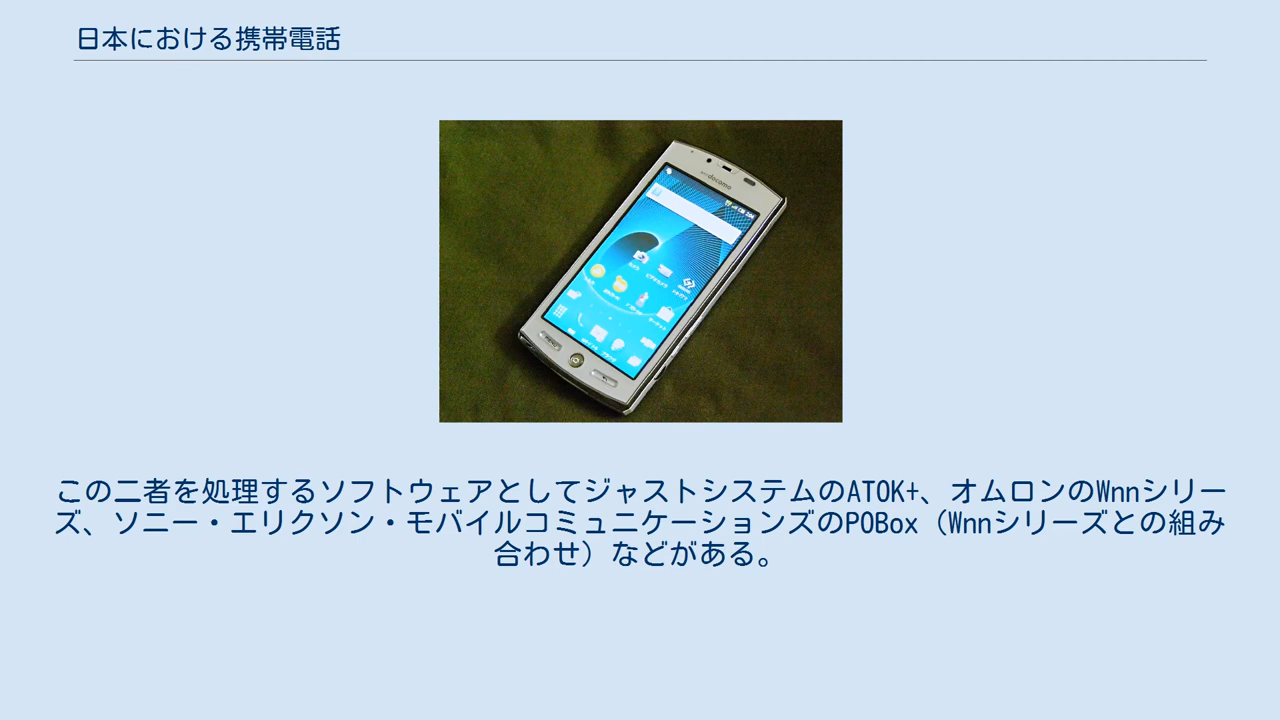 日本における携帯電話
docomo
この二者を処理するソフトウェアとしてジャストシステムのATOK+、オムロンのWnnシリー
ズ、ソニー・エリクソン・モバイルコミュニケーションズのPOBox（Wnnシリーズとの組み
合わせ）などがある。